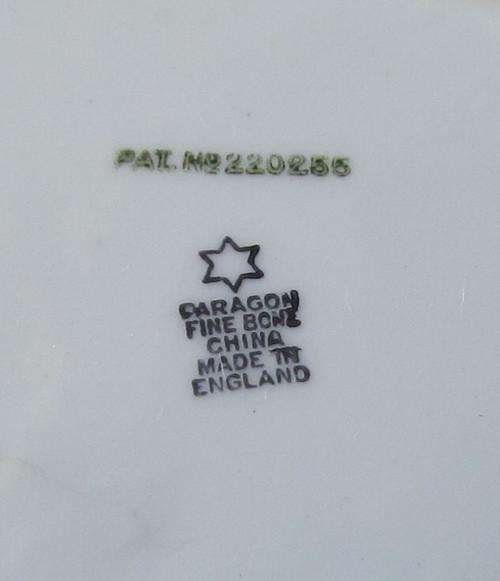 PAT. Nº 220255
PARAGON
FINE BONE
CHINA
MADE IN
ENGLAND